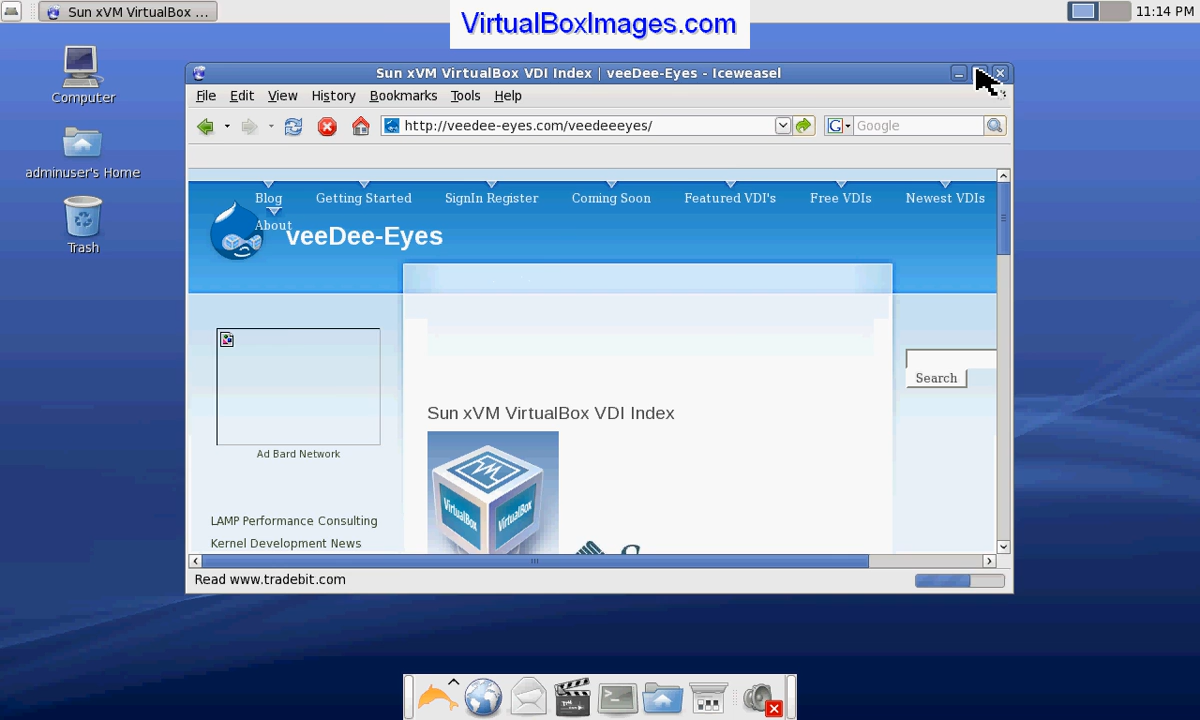 Sun xVM VirtualBox ...
11:14 PM
VirtualBoxImages.com
Computer
adminuser's Home
Trash
Sun xVM VirtualBox VDI Index | veeDee-Eyes - Iceweasel
File Edit View History Bookmarks Tools Help
http://veedee-eyes.com/veedeeeyes/
G Google
Blog Getting Started SignIn Register Coming Soon Featured VDI's Free VDIs Newest VDIs
About
veeDee-Eyes
Search
Sun xVM VirtualBox VDI Index
VirtualBox VirtualBox
Ad Bard Network
LAMP Performance Consulting
Kernel Development News
Read www.tradebit.com